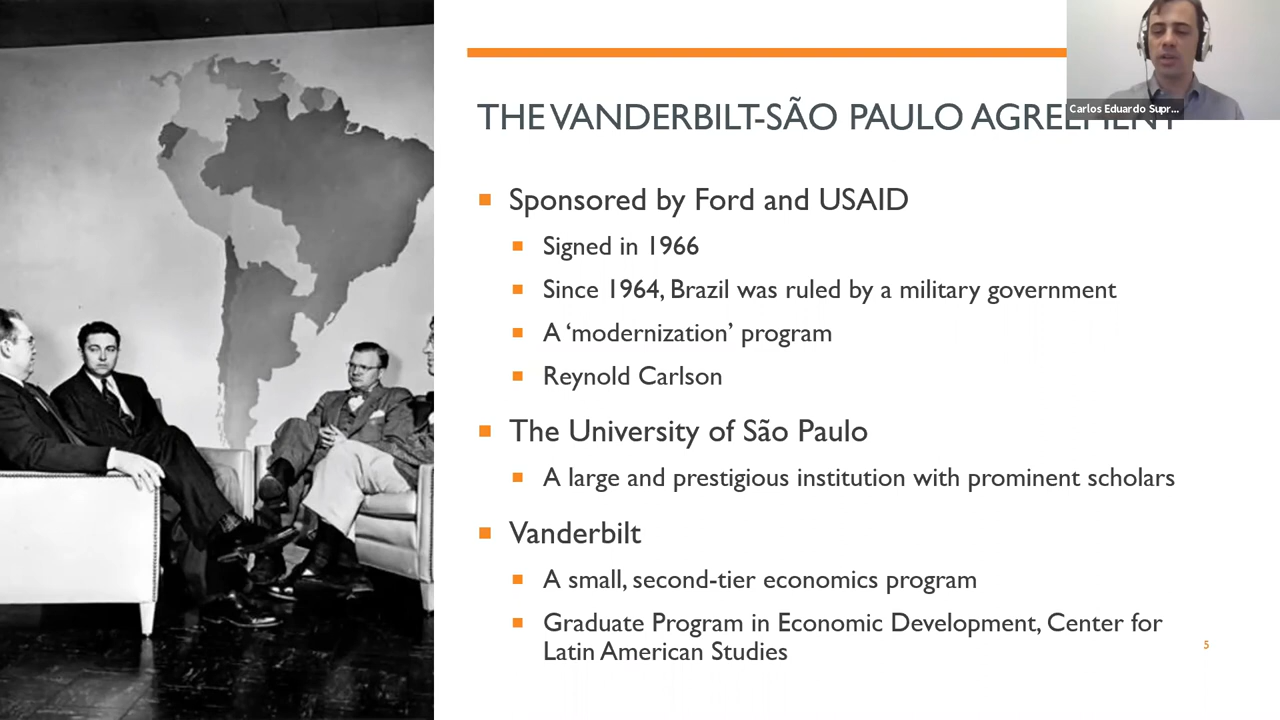 THE VANDERBILT-SÃO PAULO AGREEMENT
Carlos Eduardo Supr...
Sponsored by Ford and USAID
Signed in 1966
Since 1964, Brazil was ruled by a military government
A ‘modernization’ program
Reynold Carlson
The University of São Paulo
A large and prestigious institution with prominent scholars
Vanderbilt
A small, second-tier economics program
Graduate Program in Economic Development, Center for
Latin American Studies
5